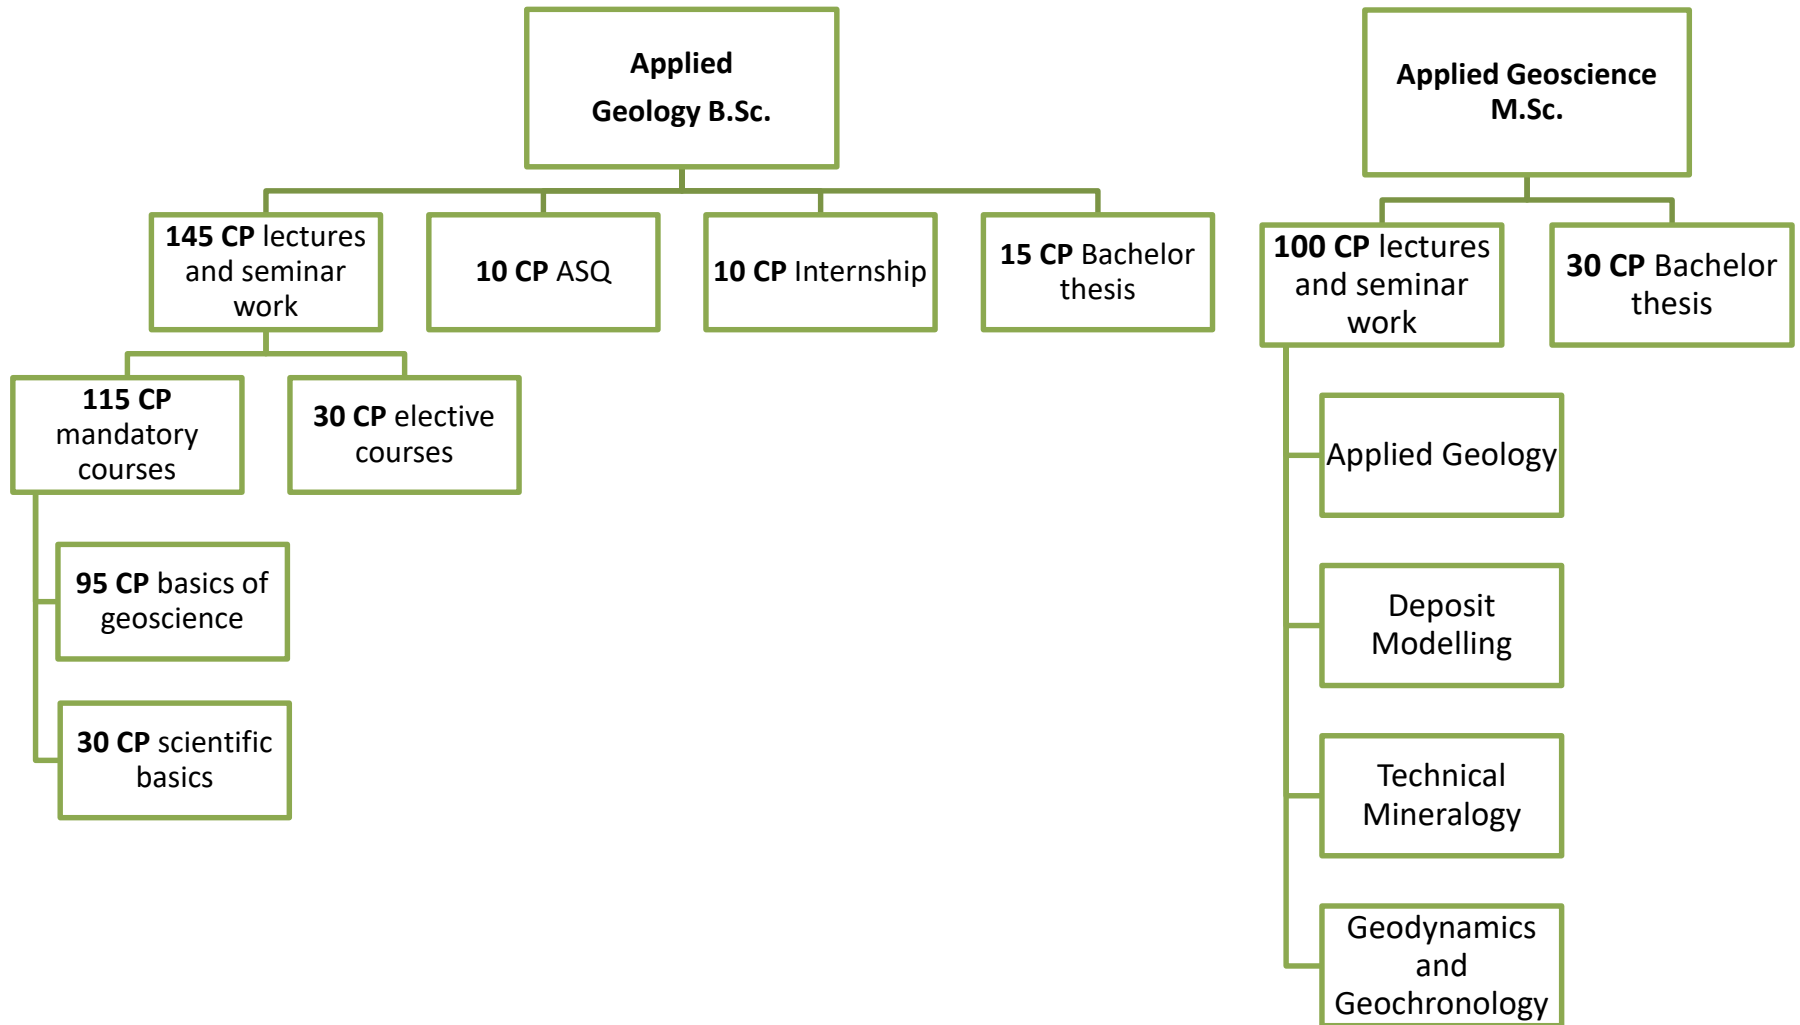 Applied
Geology B.Sc.
145 CP lectures
and seminar
work
10 CP ASQ
10 CP Internship
15 CP Bachelor
thesis
115 CP
mandatory
courses
30 CP elective
courses
95 CP basics of
geoscience
30 CP scientific
basics
Applied Geoscience
M.Sc.
100 CP lectures
and seminar
work
30 CP Bachelor
thesis
Applied Geology
Deposit
Modelling
Technical
Mineralogy
Geodynamics
and
Geochronology